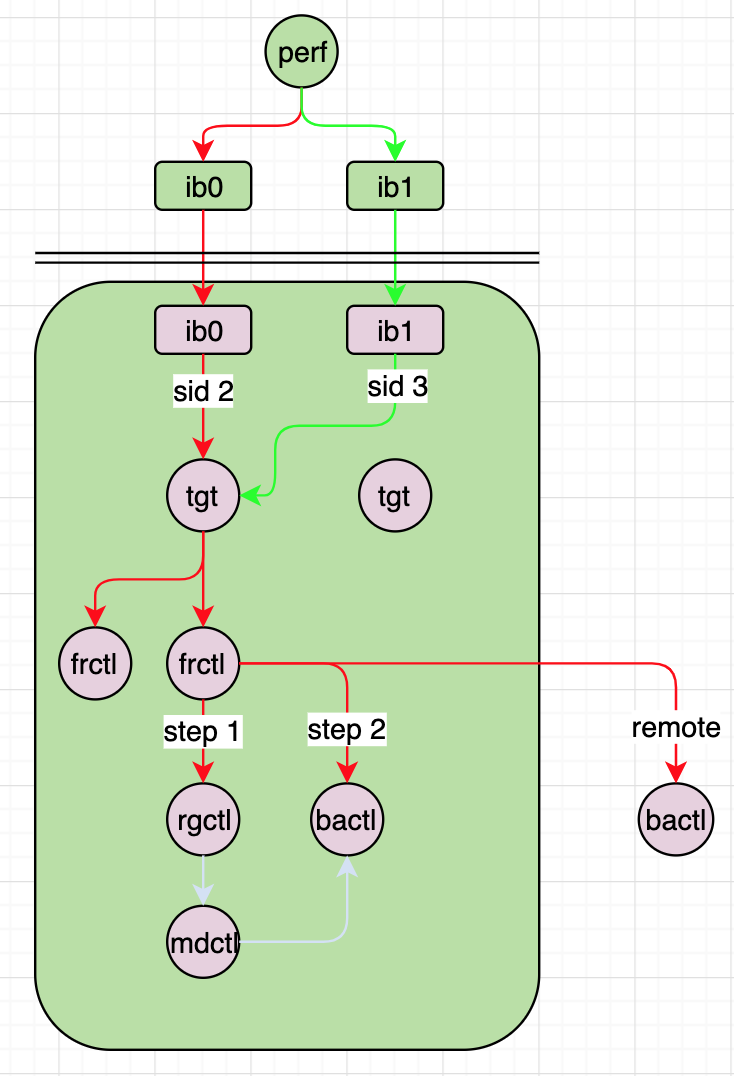 perf
ib0
ib1
ib0
ib1
sid 2
sid 3
tgt
tgt
frctl
frctl
step 1
step 2
remote
rgctl
bactl
bactl
mdctl